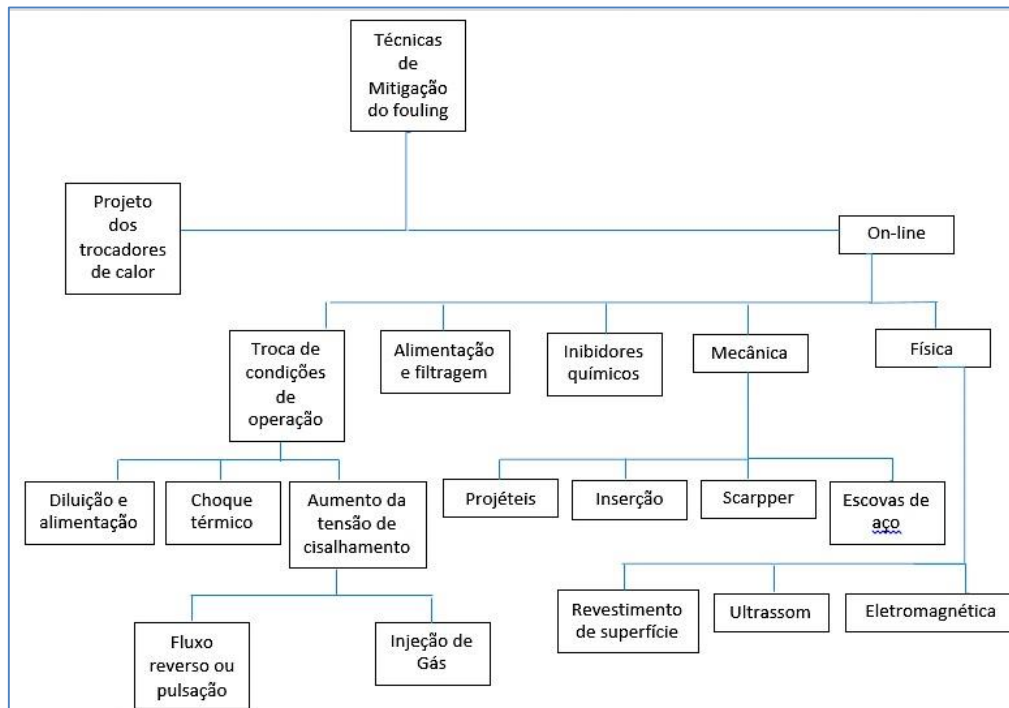 Técnicas
de
Mitigação
do fouling
Projeto
dos
trocadores
de calor
On-line
Troca de
condições
de
operação
Alimentação
e filtragem
Inibidores
químicos
Mecânica
Física
Diluição e
alimentação
Choque
térmico
Aumento da
tensão de
cisalhamento
Projéteis
Inserção
Scarpper
Escovas de
aço
Fluxo
reverso ou
pulsação
Injeção de
Gás
Revestimento
de superfície
Ultrassom
Eletromagnética